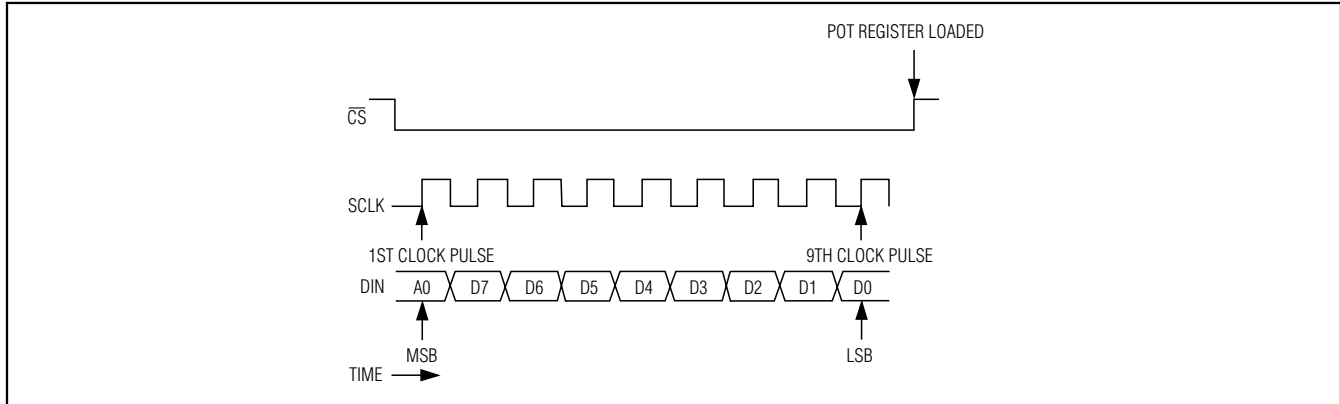 POT REGISTER LOADED
C̅S̅
SCLK
1ST CLOCK PULSE 9TH CLOCK PULSE
DIN A0 D7 D6 D5 D4 D3 D2 D1 D0
MSB LSB
TIME